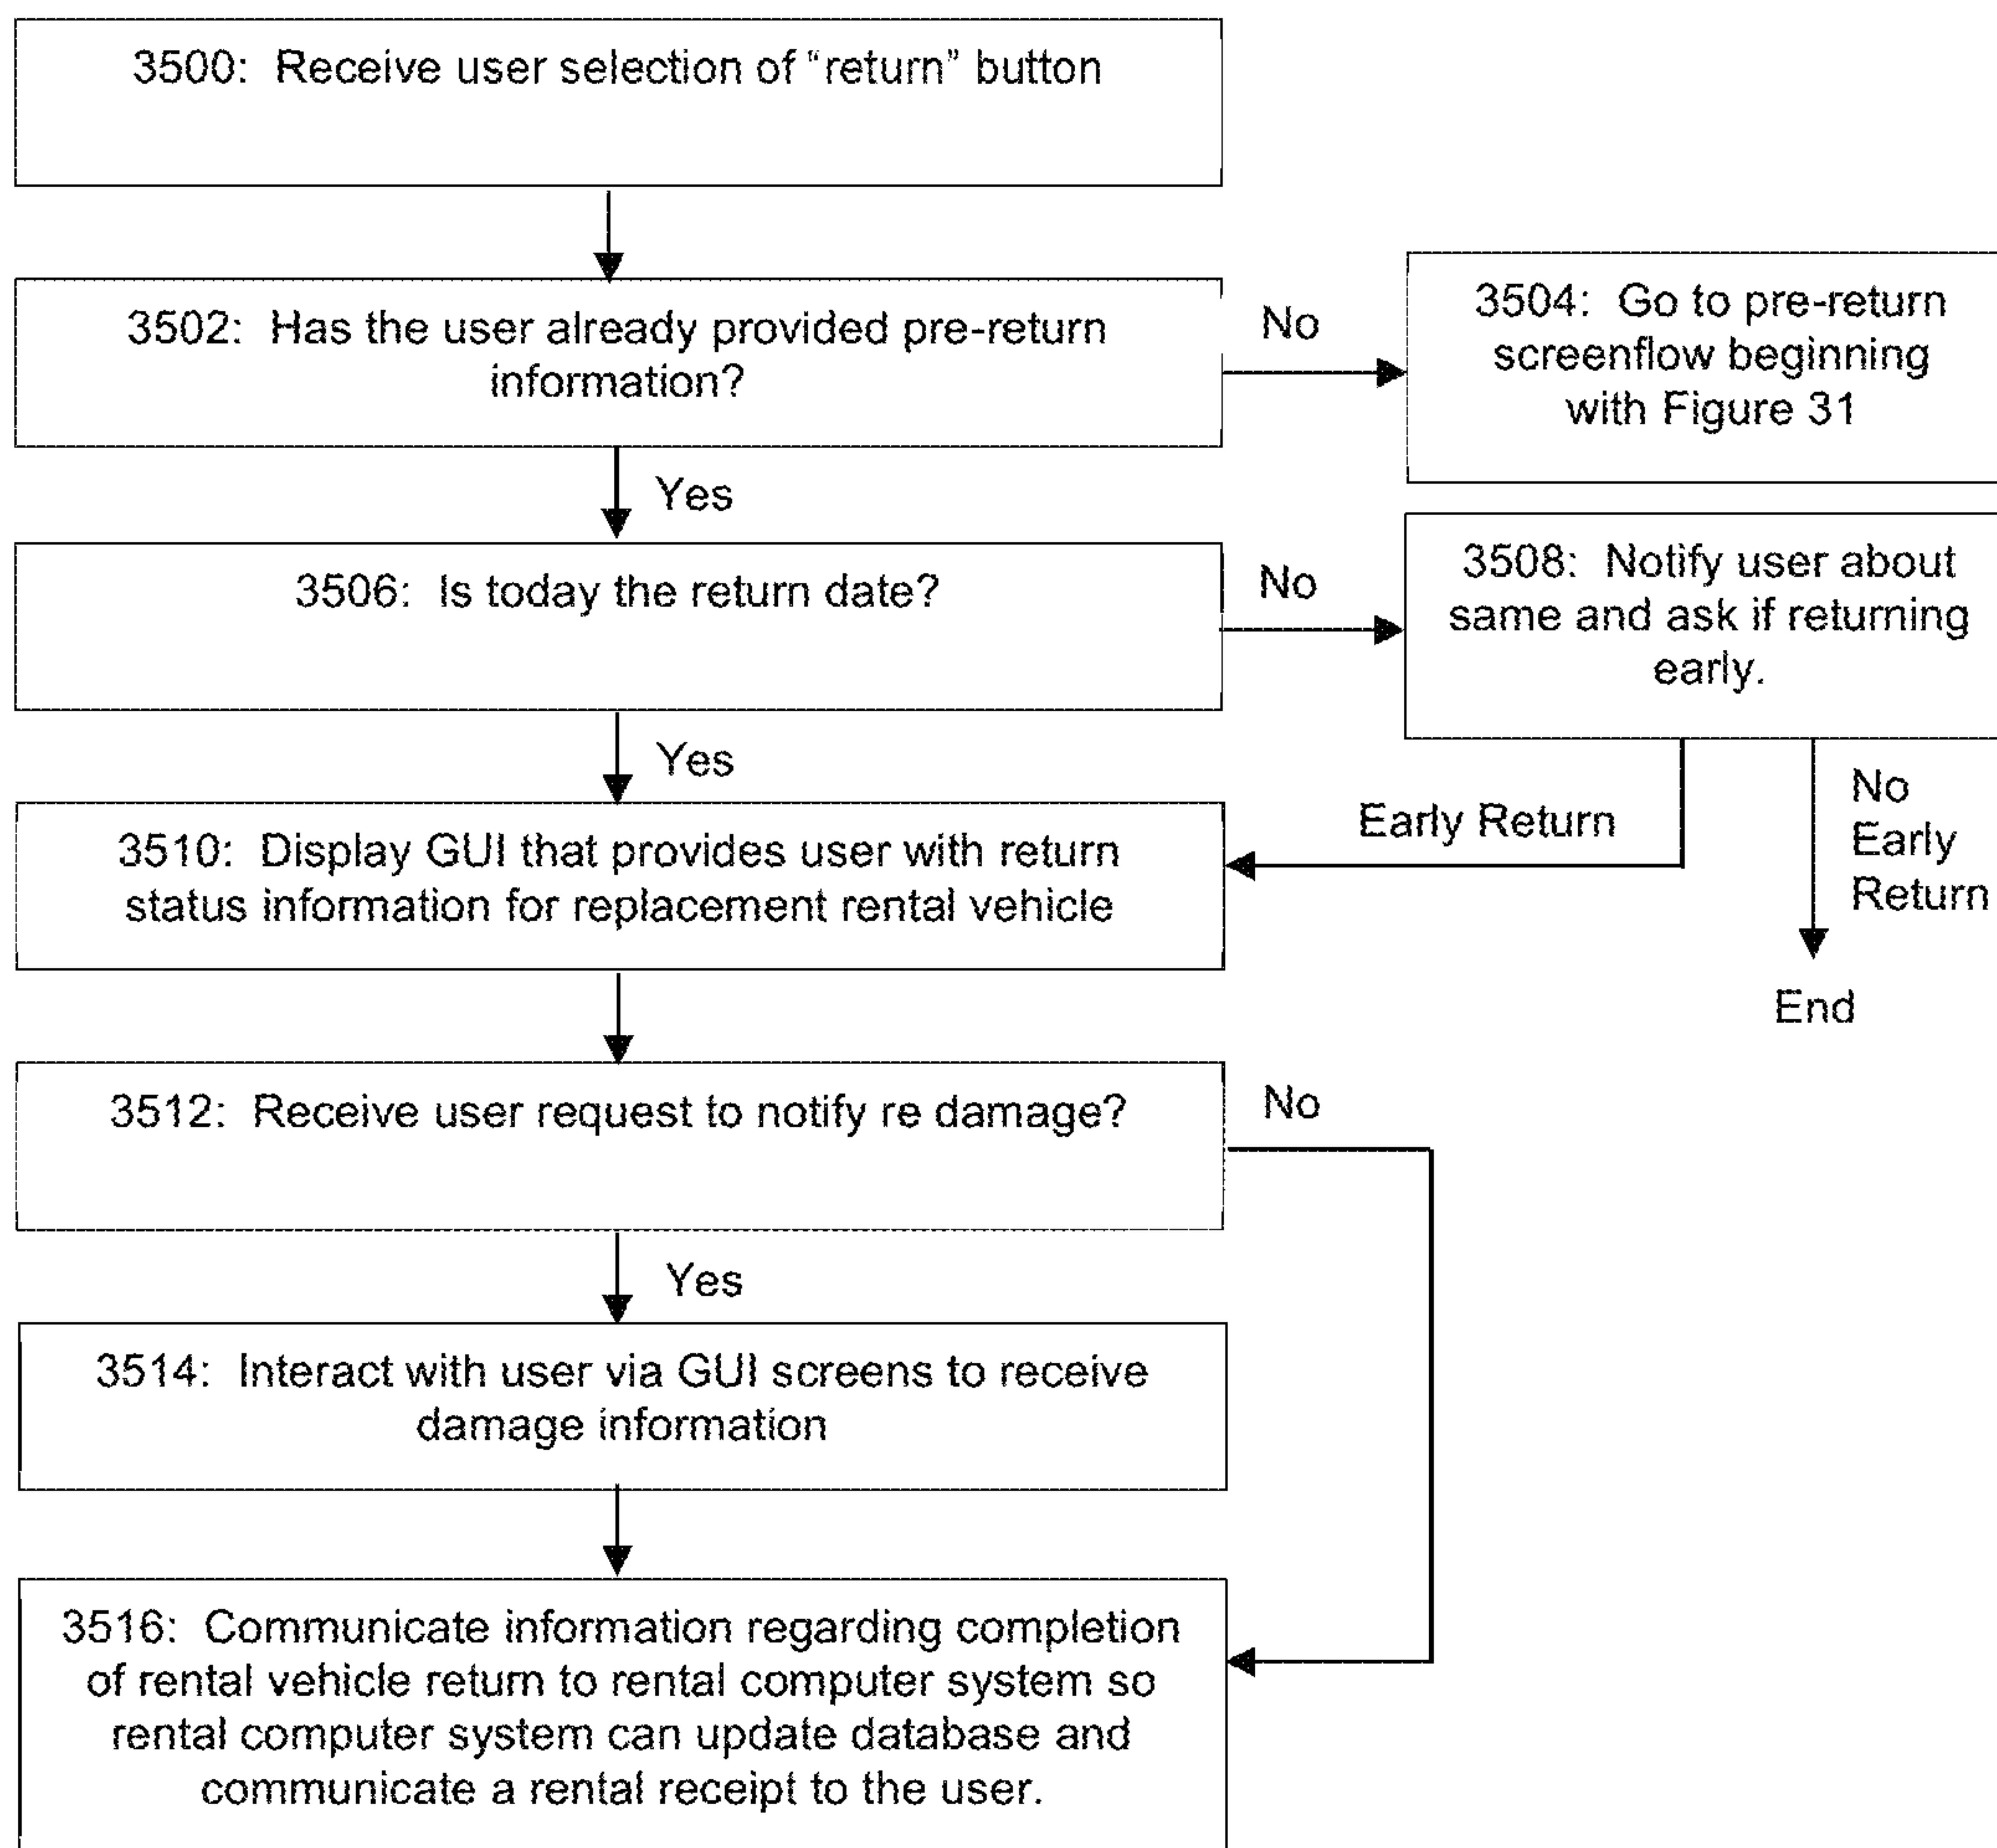 3500: Receive user selection of "return" button
3502: Has the user already provided pre-return
information?
No
3504: Go to pre-return
screenflow beginning
with Figure 31
Yes
3506: Is today the return date?
No
3508: Notify user about
same and ask if returning
early.
Yes
Early Return
No
Early
Return
End
3510: Display GUI that provides user with return
status information for replacement rental vehicle
3512: Receive user request to notify re damage?
No
Yes
3514: Interact with user via GUI screens to receive
damage information
3516: Communicate information regarding completion
of rental vehicle return to rental computer system so
rental computer system can update database and
communicate a rental receipt to the user.